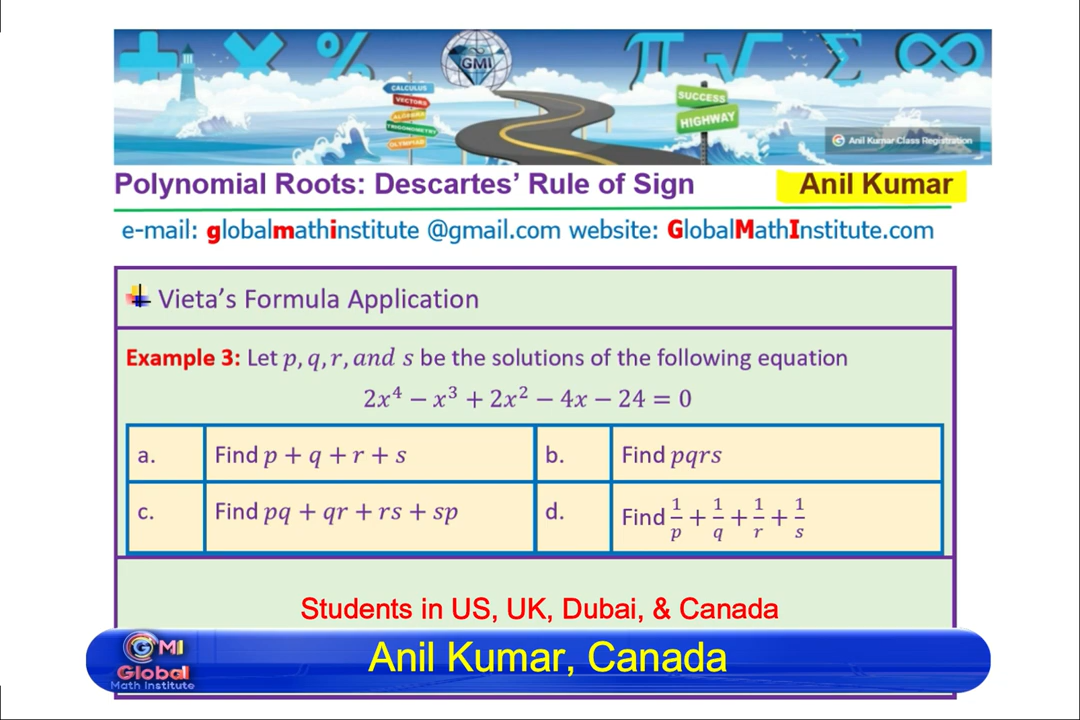 GMI
CALCULUS
VECTORS
ALGEBRA
TRIGONOMETRY
OLYMPIAD
SUCCESS
HIGHWAY
G Anil Kumar Class Registration
Polynomial Roots: Descartes’ Rule of Sign Anil Kumar
e-mail: globalmathinstitute @gmail.com website: GlobalMathInstitute.com
Vieta’s Formula Application
Example 3: Let p, q, r, and s be the solutions of the following equation
2x⁴ − x³ + 2x² − 4x − 24 = 0
a. Find p + q + r + s b. Find pqrs
c. Find pq + qr + rs + sp d. Find 1/p + 1/q + 1/r + 1/s
Students in US, UK, Dubai, & Canada
GMI
Global
Math Institute
Anil Kumar, Canada